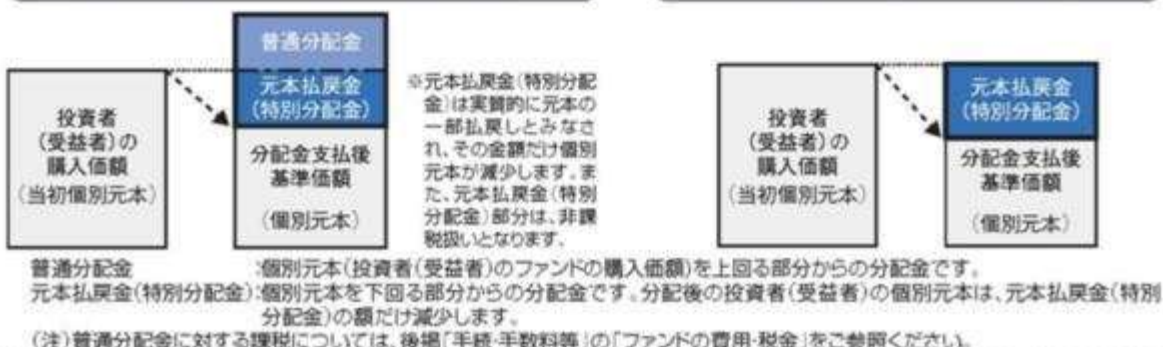 投資者
(受益者)の
購入価額
(当初個別元本)
普通分配金
元本払戻金
(特別分配金)
分配金支払後
基準価額
(個別元本)
※元本払戻金(特別分配
金)は実質的に元本の
一部払戻しとみなさ
れ、その金額だけ個別
元本が減少します。ま
た、元本払戻金(特別
分配金)部分は、非課
税扱いとなります。
投資者
(受益者)の
購入価額
(当初個別元本)
元本払戻金
(特別分配金)
分配金支払後
基準価額
(個別元本)
普通分配金 :個別元本(投資者(受益者)のファンドの購入価額)を上回る部分からの分配金です。
元本払戻金(特別分配金):個別元本を下回る部分からの分配金です。分配後の投資者(受益者)の個別元本は、元本払戻金(特別
分配金)の額だけ減少します。
(注)普通分配金に対する課税については、後掲「手続・手数料等」の「ファンドの費用・税金」をご参照ください。